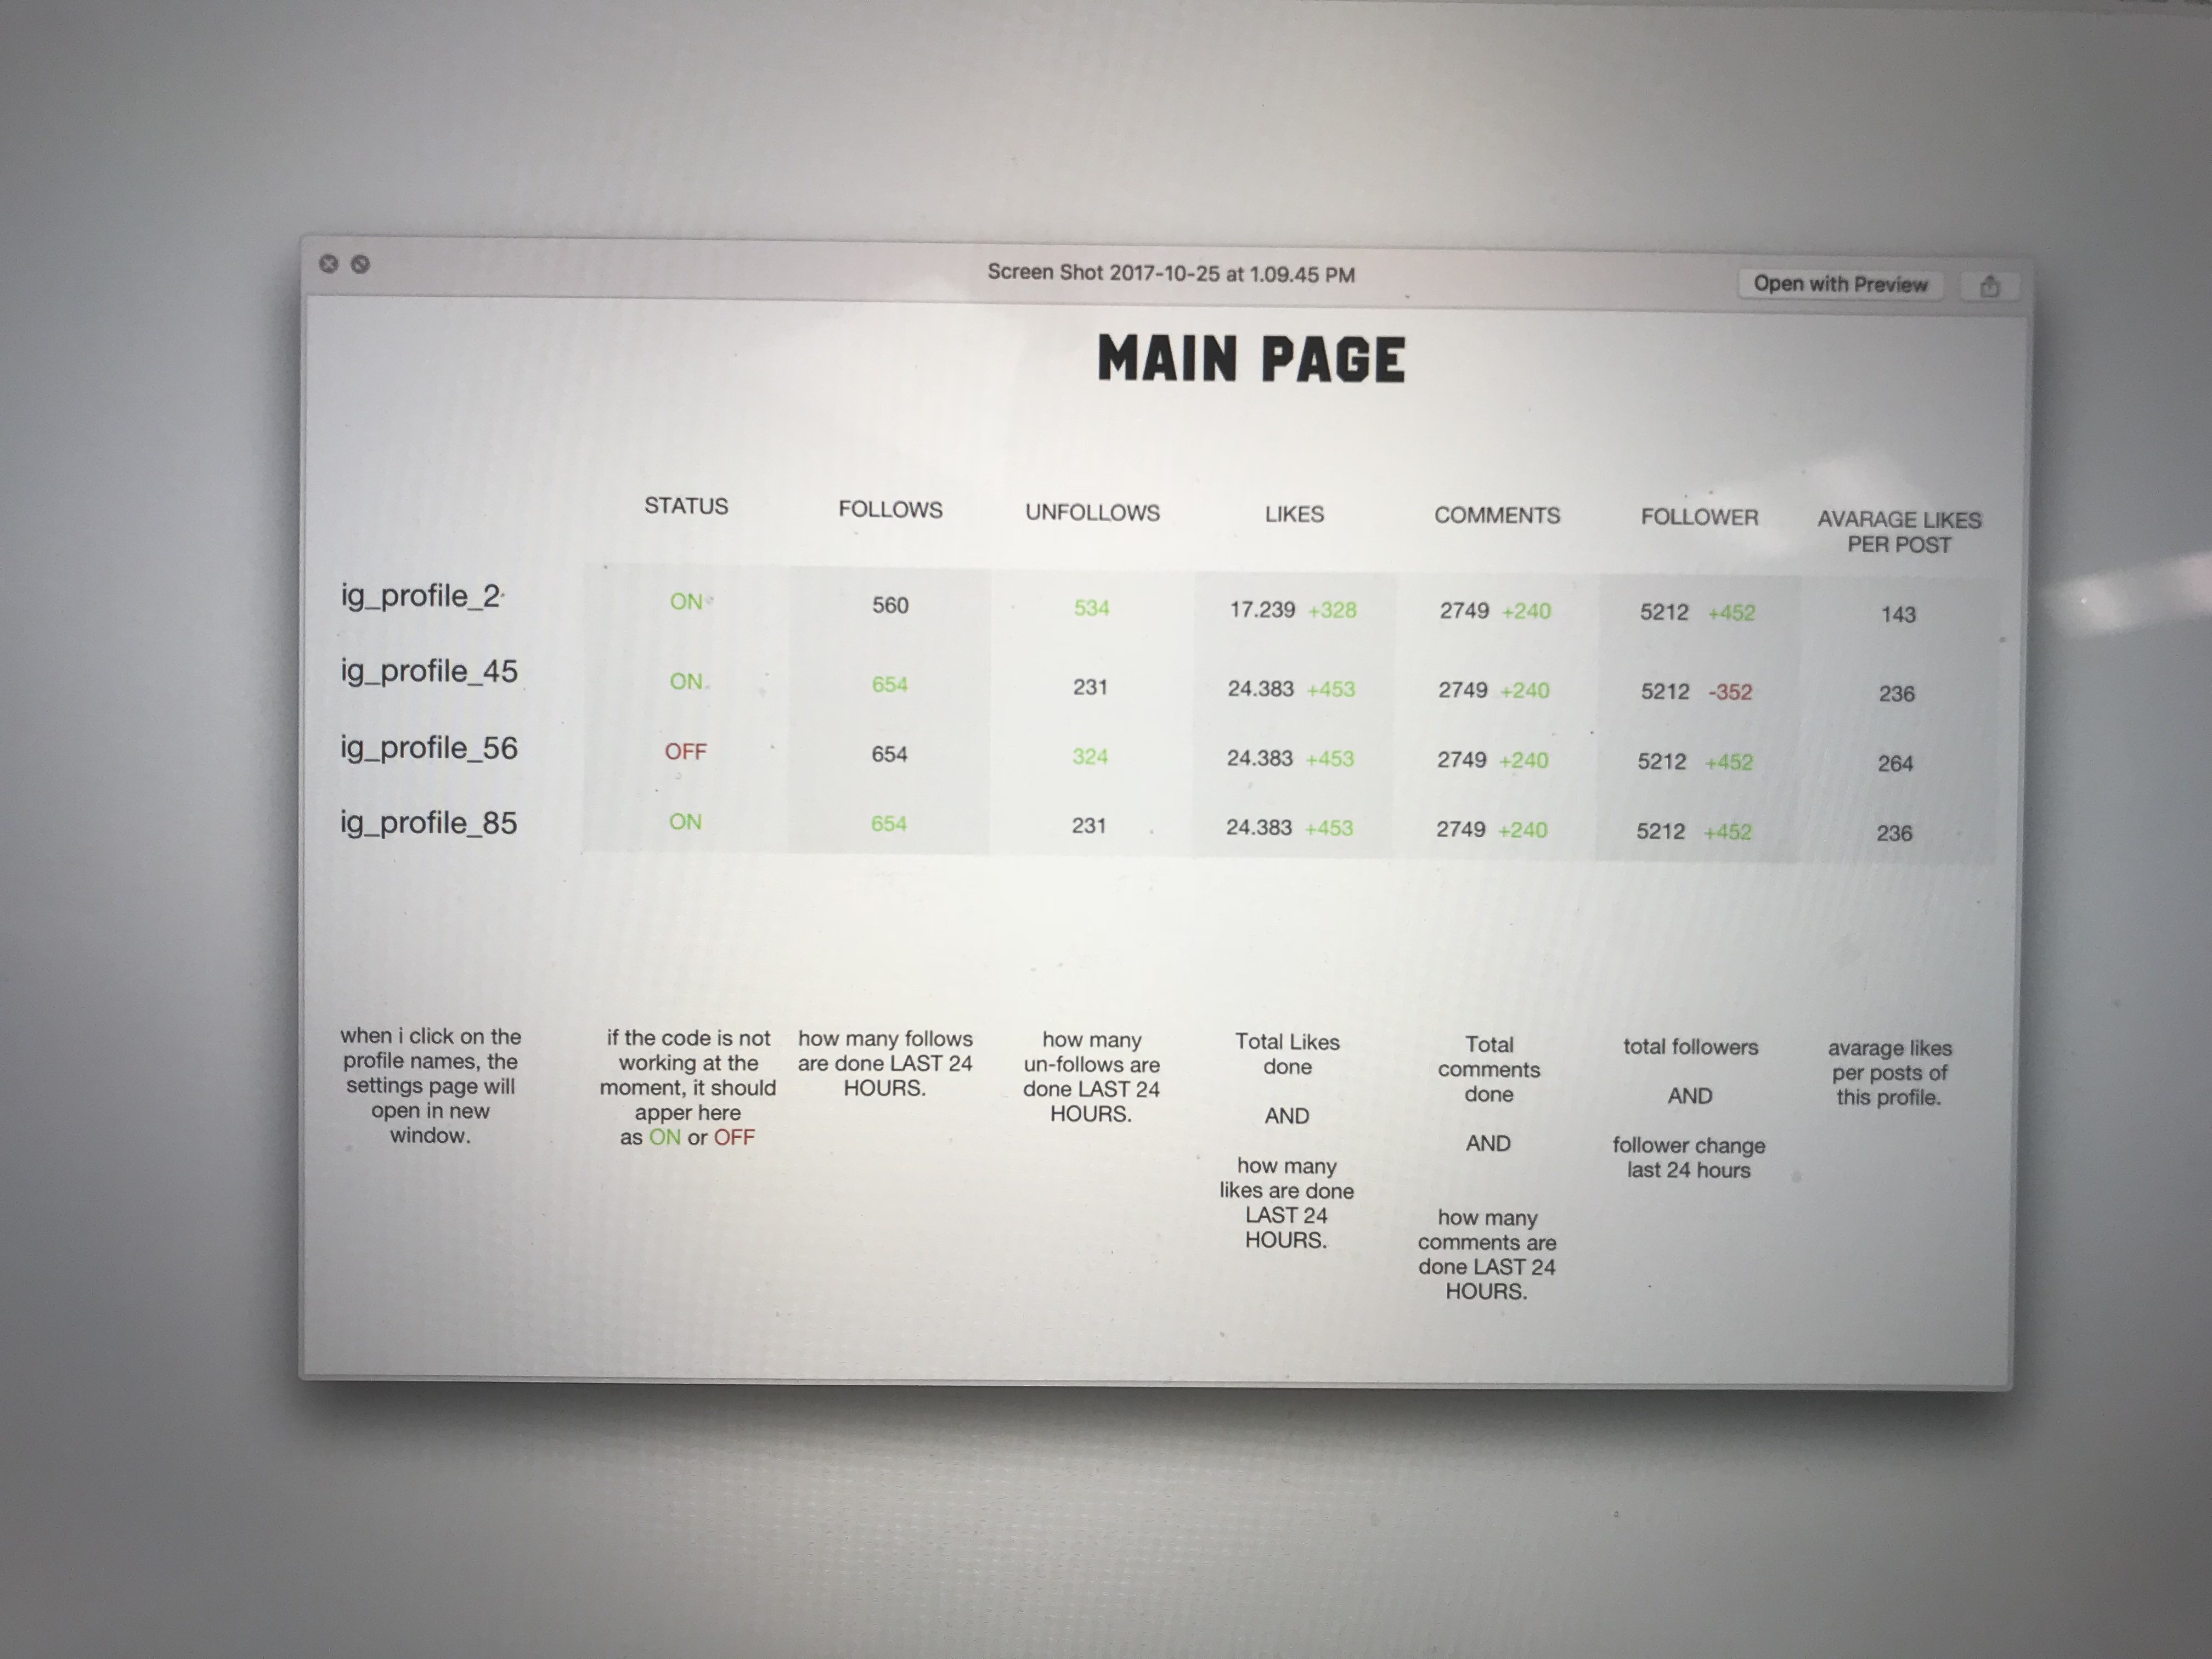 Screen Shot 2017-10-25 at 1.09.45 PM
Open with Preview
MAIN PAGE
STATUS FOLLOWS UNFOLLOWS LIKES COMMENTS FOLLOWER AVARAGE LIKES
PER POST
ig_profile_2 ON 560 534 17.239 +328 2749 +240 5212 +452 143
ig_profile_45 ON 654 231 24.383 +453 2749 +240 5212 -352 236
ig_profile_56 OFF 654 324 24.383 +453 2749 +240 5212 +452 264
ig_profile_85 ON 654 231 24.383 +453 2749 +240 5212 +452 236
when i click on the
profile names, the
settings page will
open in new
window.
if the code is not
working at the
moment, it should
apper here
as ON or OFF
how many follows
are done LAST 24
HOURS.
how many
un-follows are
done LAST 24
HOURS.
Total Likes
done
AND
how many
likes are done
LAST 24
HOURS.
Total
comments
done
AND
how many
comments are
done LAST 24
HOURS.
total followers
AND
follower change
last 24 hours
avarage likes
per posts of
this profile.